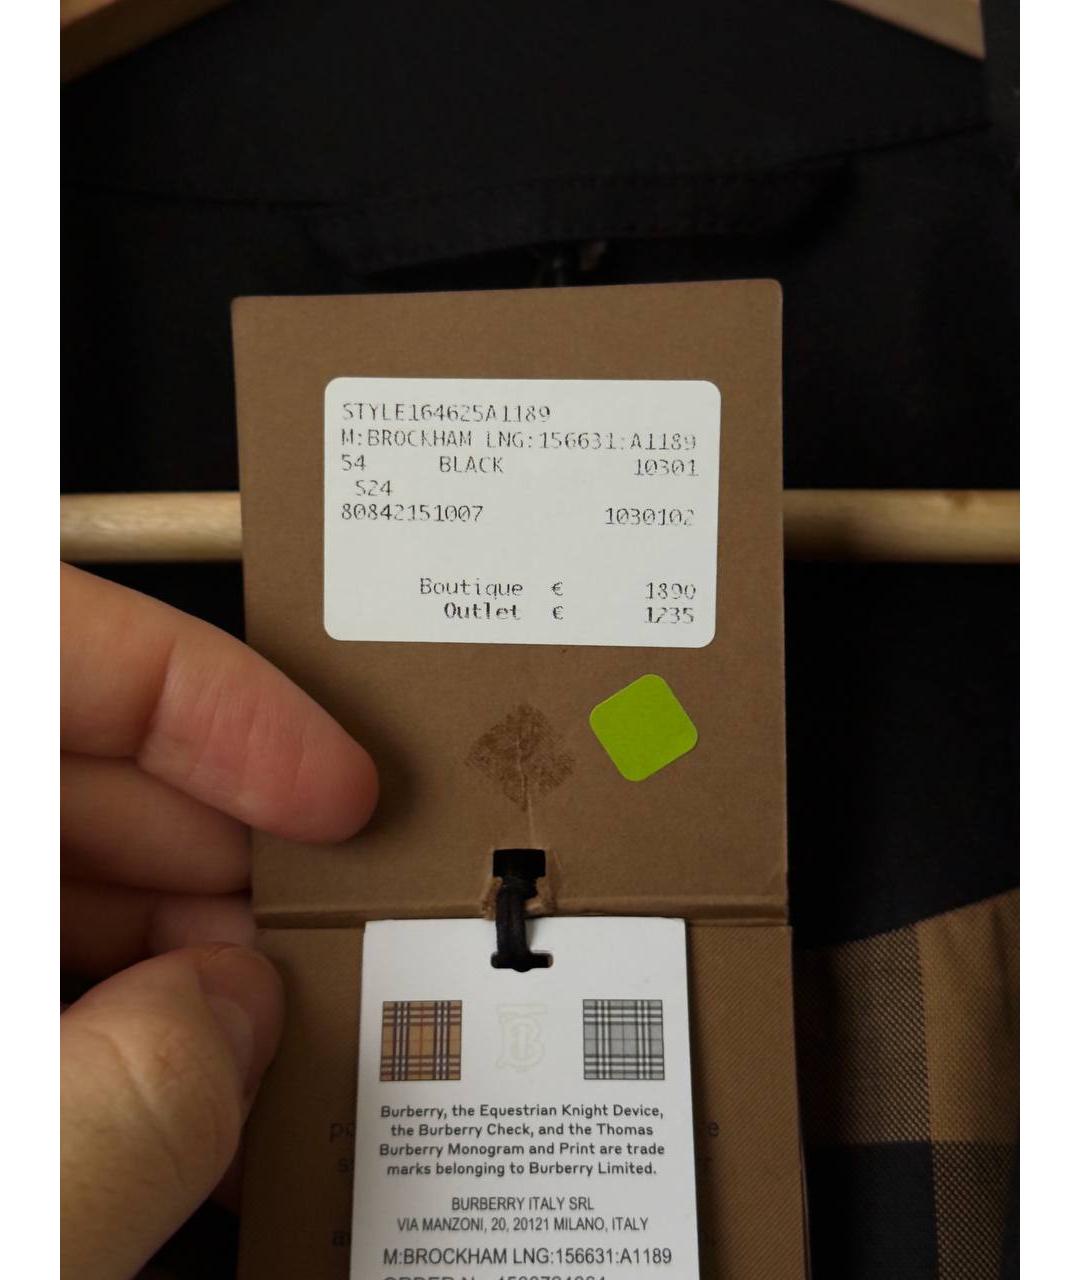 STYLE164625A1189
M:BROCKHAM LNG:156631:A1189
54 BLACK 10301
524
80842151007 1030102
Boutique € 1890
Outlet € 1235
Burberry, the Equestrian Knight Device,
the Burberry Check, and the Thomas
Burberry Monogram and Print are trade
marks belonging to Burberry Limited.
BURBERRY ITALY SRL
VIA MANZONI, 20, 20121 MILANO, ITALY
M:BROCKHAM LNG:156631:A1189